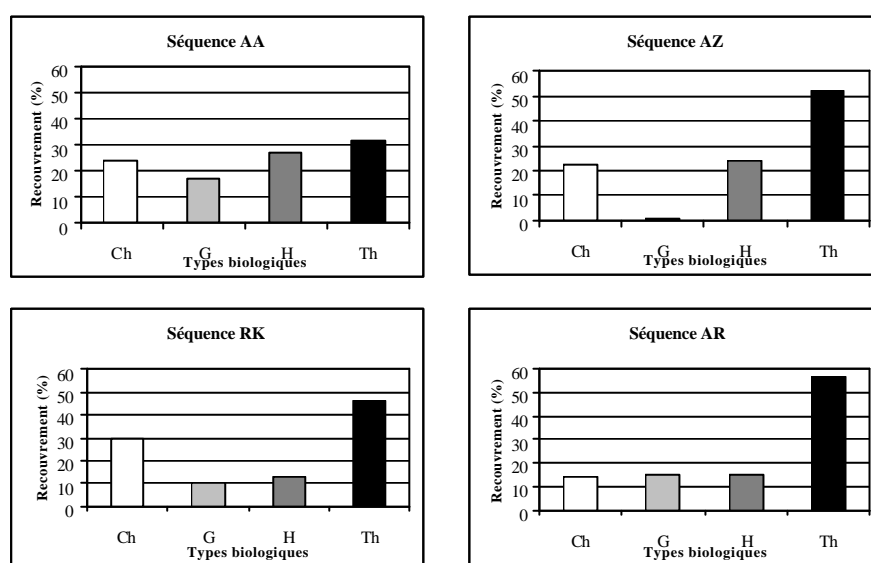 Séquence AA
Recouvrement (%)
60
50
40
30
20
10
0
Ch G H Th
Types biologiques
Séquence AZ
Recouvrement (%)
60
50
40
30
20
10
0
Ch G H Th
Types biologiques
Séquence RK
Recouvrement (%)
60
50
40
30
20
10
0
Ch G H Th
Types biologiques
Séquence AR
Recouvrement (%)
60
50
40
30
20
10
0
Ch G H Th
Types biologiques